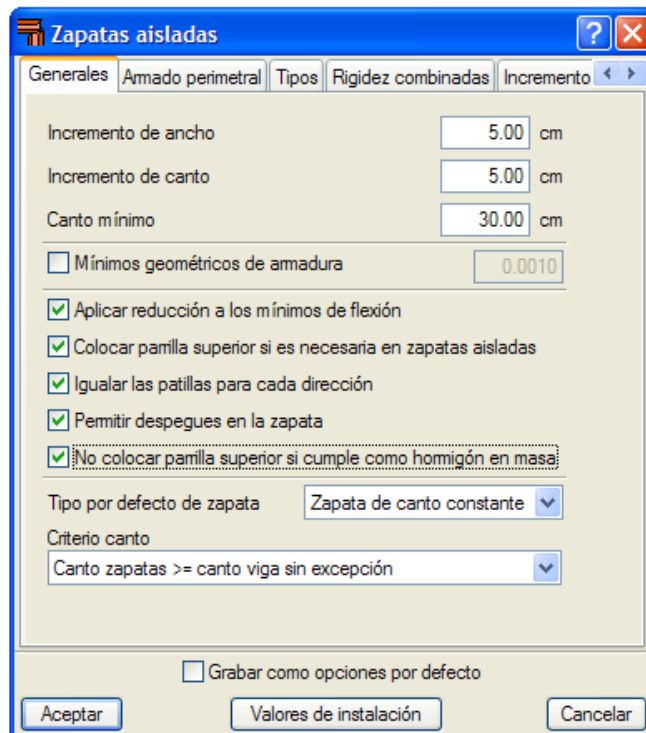 Zapatas aisladas
Generales Armado perimetral Tipos Rigidez combinadas Incremento
Incremento de ancho 5.00 cm
Incremento de canto 5.00 cm
Canto mínimo 30.00 cm
Mínimos geométricos de armadura 0.0010
Aplicar reducción a los mínimos de flexión
Colocar parrilla superior si es necesaria en zapatas aisladas
Igualar las patillas para cada dirección
Permitir despegues en la zapata
No colocar parrilla superior si cumple como hormigón en masa
Tipo por defecto de zapata Zapata de canto constante
Criterio canto
Canto zapatas >= canto viga sin excepción
Grabar como opciones por defecto
Aceptar Valores de instalación Cancelar